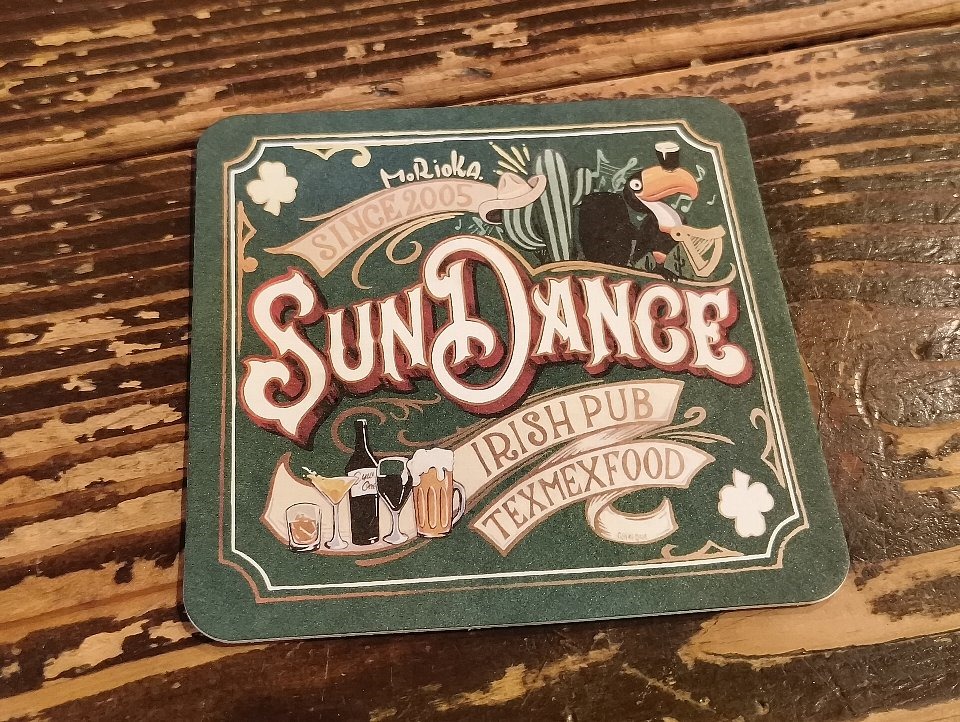 MoRioKA.
SINCE 2005
SUNDANCE
IRISH PUB
TEXMEXFOOD